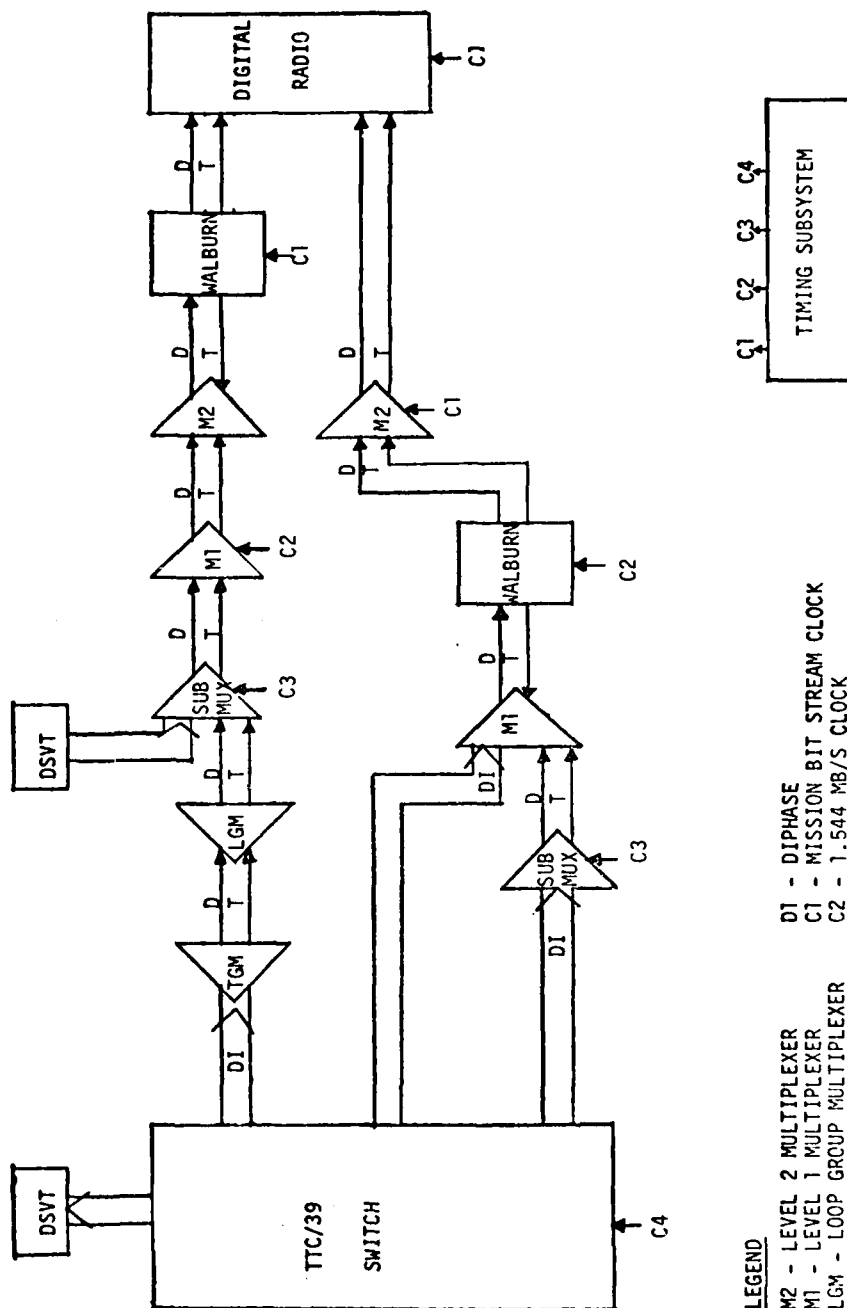 DSVT
DSVT
TTC/39
SWITCH
C4
DI
TGM
D
T
LGM
D
T
SUB
MUX
C3
D
T
M1
C2
D
T
M2
D
T
WALBURN
C1
D
T
DIGITAL
RADIO
C1
DI
DI
SUB
MUX
C3
D
T
M1
D
T
WALBURN
C2
D
T
M2
C1
D
T
C1 C2 C3 C4
TIMING SUBSYSTEM
LEGEND
M2 - LEVEL 2 MULTIPLEXER
M1 - LEVEL 1 MULTIPLEXER
LGM - LOOP GROUP MULTIPLEXER
DI - DIPHASE
C1 - MISSION BIT STREAM CLOCK
C2 - 1.544 MB/S CLOCK